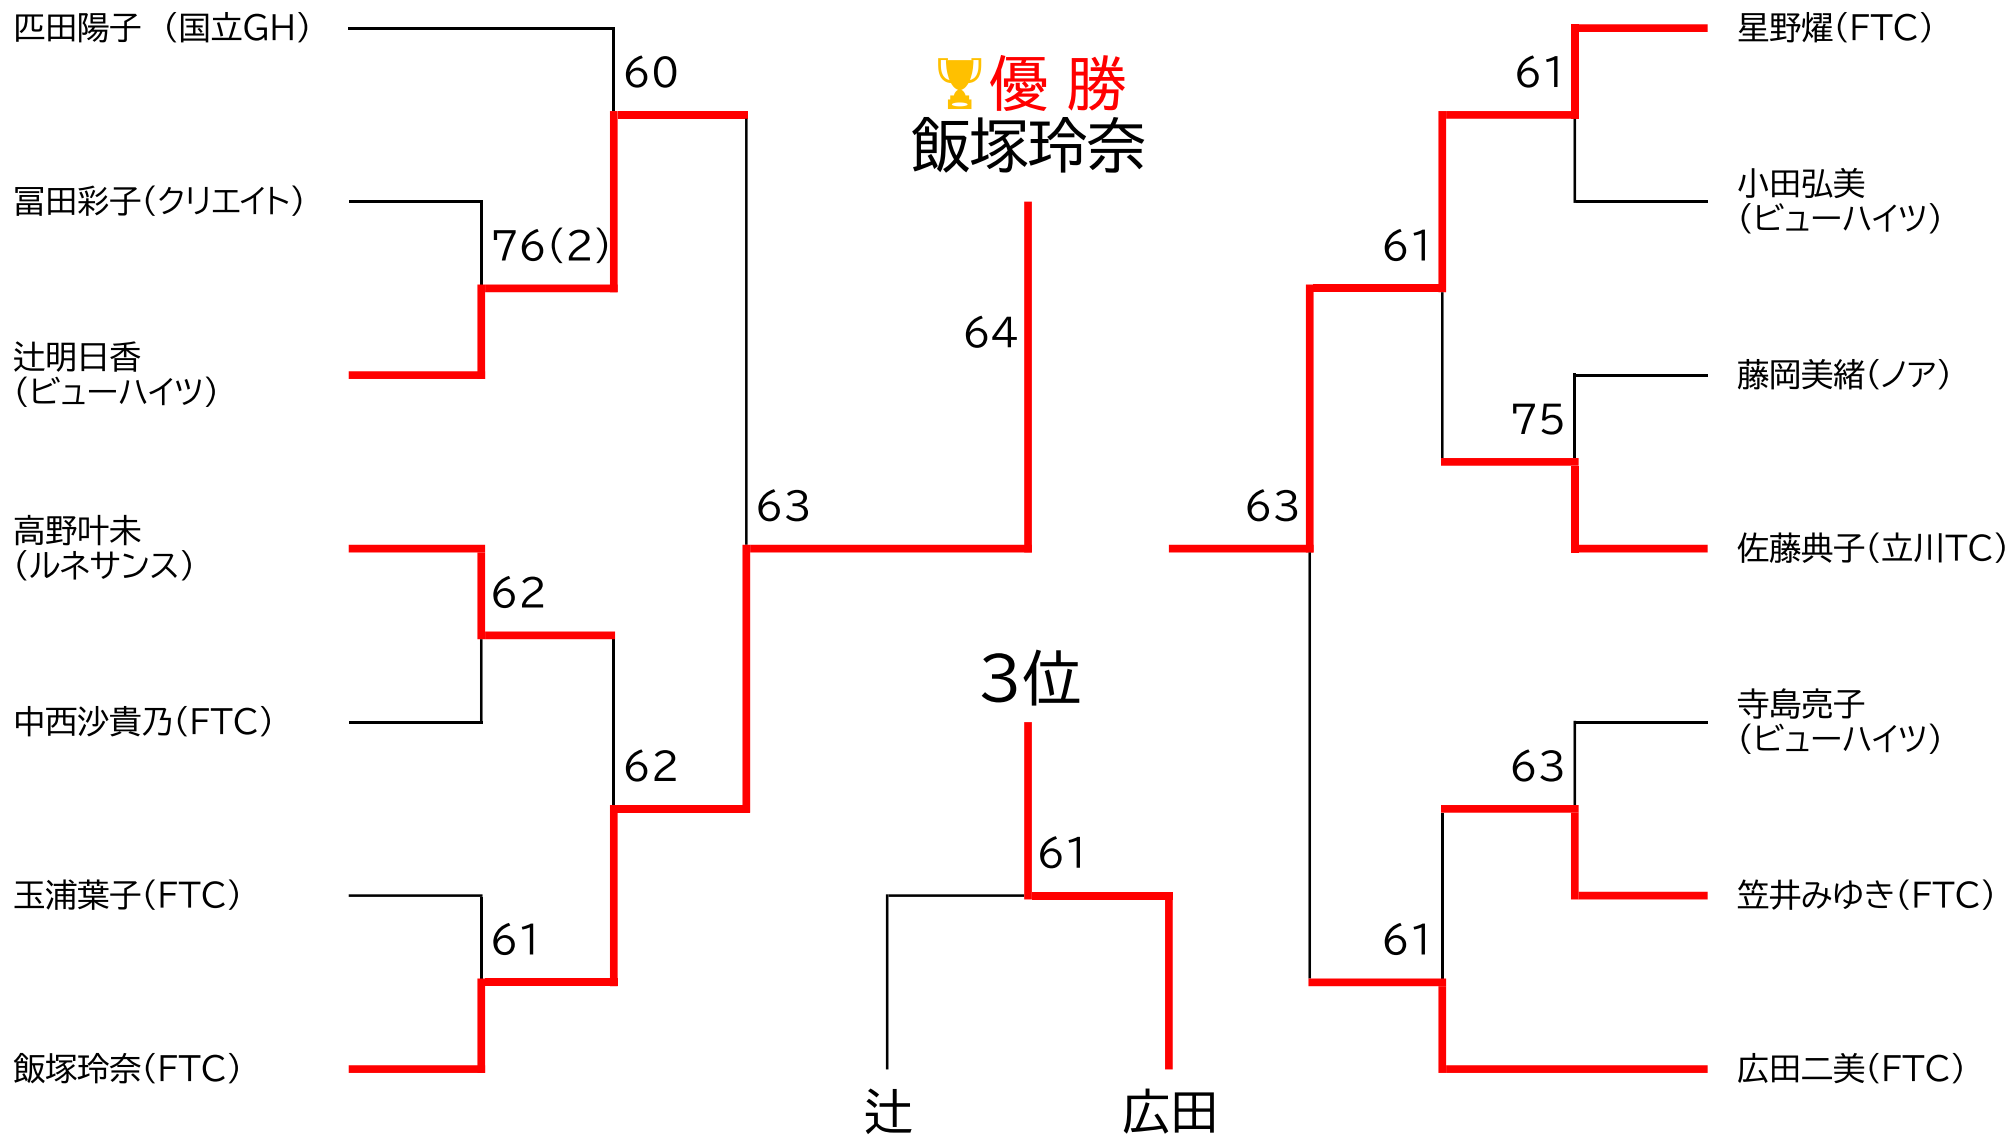 匹田陽子 （国立GH）
60
冨田彩子（クリエイト）
76（2）
辻明日香
（ビューハイツ）
63
高野叶未
（ルネサンス）
62
中西沙貴乃（FTC）
62
玉浦葉子（FTC）
61
飯塚玲奈（FTC）
優 勝
飯塚玲奈
64
3位
61
辻
広田
星野燿（FTC）
61
小田弘美
（ビューハイツ）
61
藤岡美緒（ノア）
75
63
佐藤典子（立川TC）
寺島亮子
（ビューハイツ）
63
笠井みゆき（FTC）
61
広田二美（FTC）